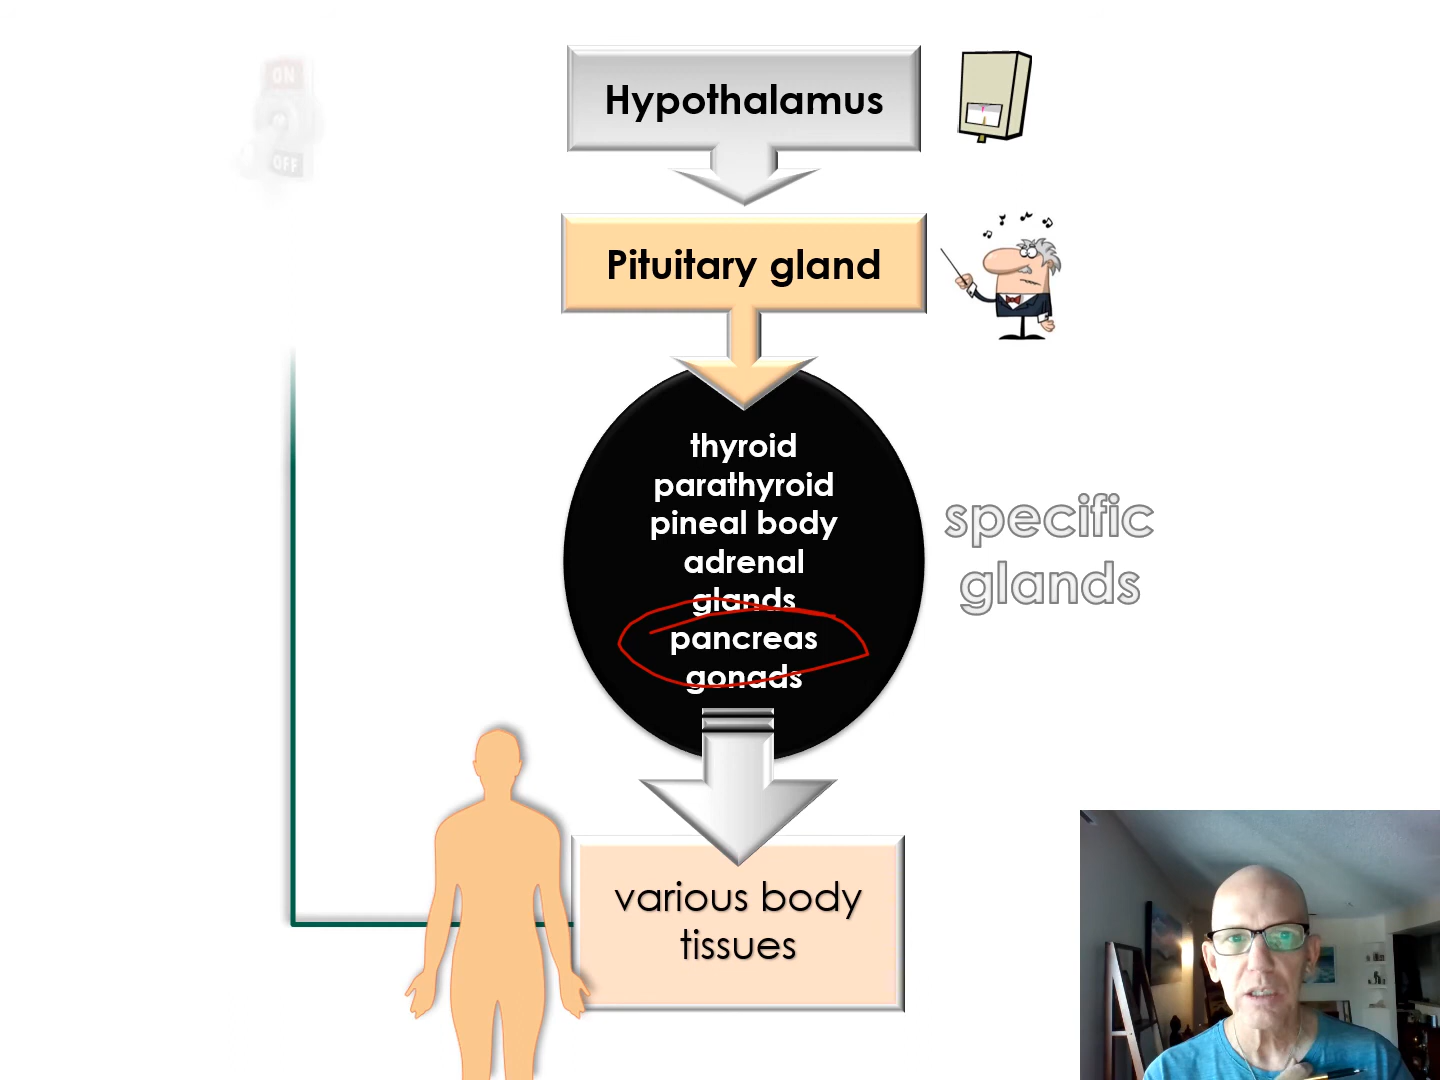 ON
OFF
Hypothalamus
Pituitary gland
thyroid
parathyroid
pineal body
adrenal
glands
pancreas
gonads
specific
glands
various body
tissues